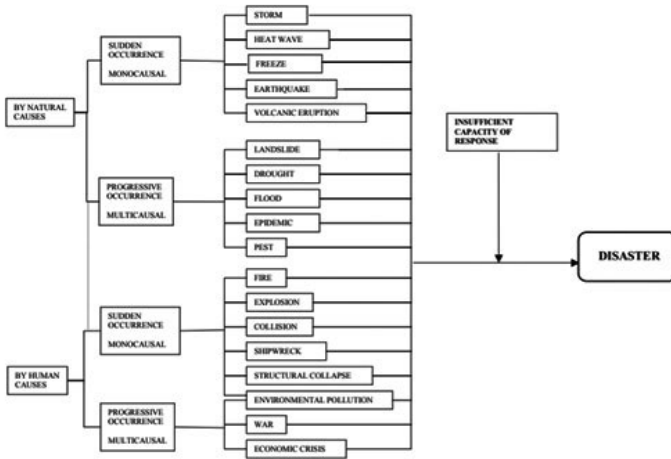 STORM
HEAT WAVE
FREEZE
EARTHQUAKE
VOLCANIC ERUPTION
SUDDEN
OCCURRENCE
MONOCAUSAL
BY NATURAL
CAUSES
INSUFFICIENT
CAPACITY OF
RESPONSE
LANDSLIDE
DROUGHT
FLOOD
EPIDEMIC
PEST
PROGRESSIVE
OCCURRENCE
MULTICAUSAL
DISASTER
FIRE
EXPLOSION
COLLISION
SHIPWRECK
STRUCTURAL COLLAPSE
SUDDEN
OCCURRENCE
MONOCAUSAL
BY HUMAN
CAUSES
ENVIRONMENTAL POLLUTION
WAR
ECONOMIC CRISIS
PROGRESSIVE
OCCURRENCE
MULTICAUSAL